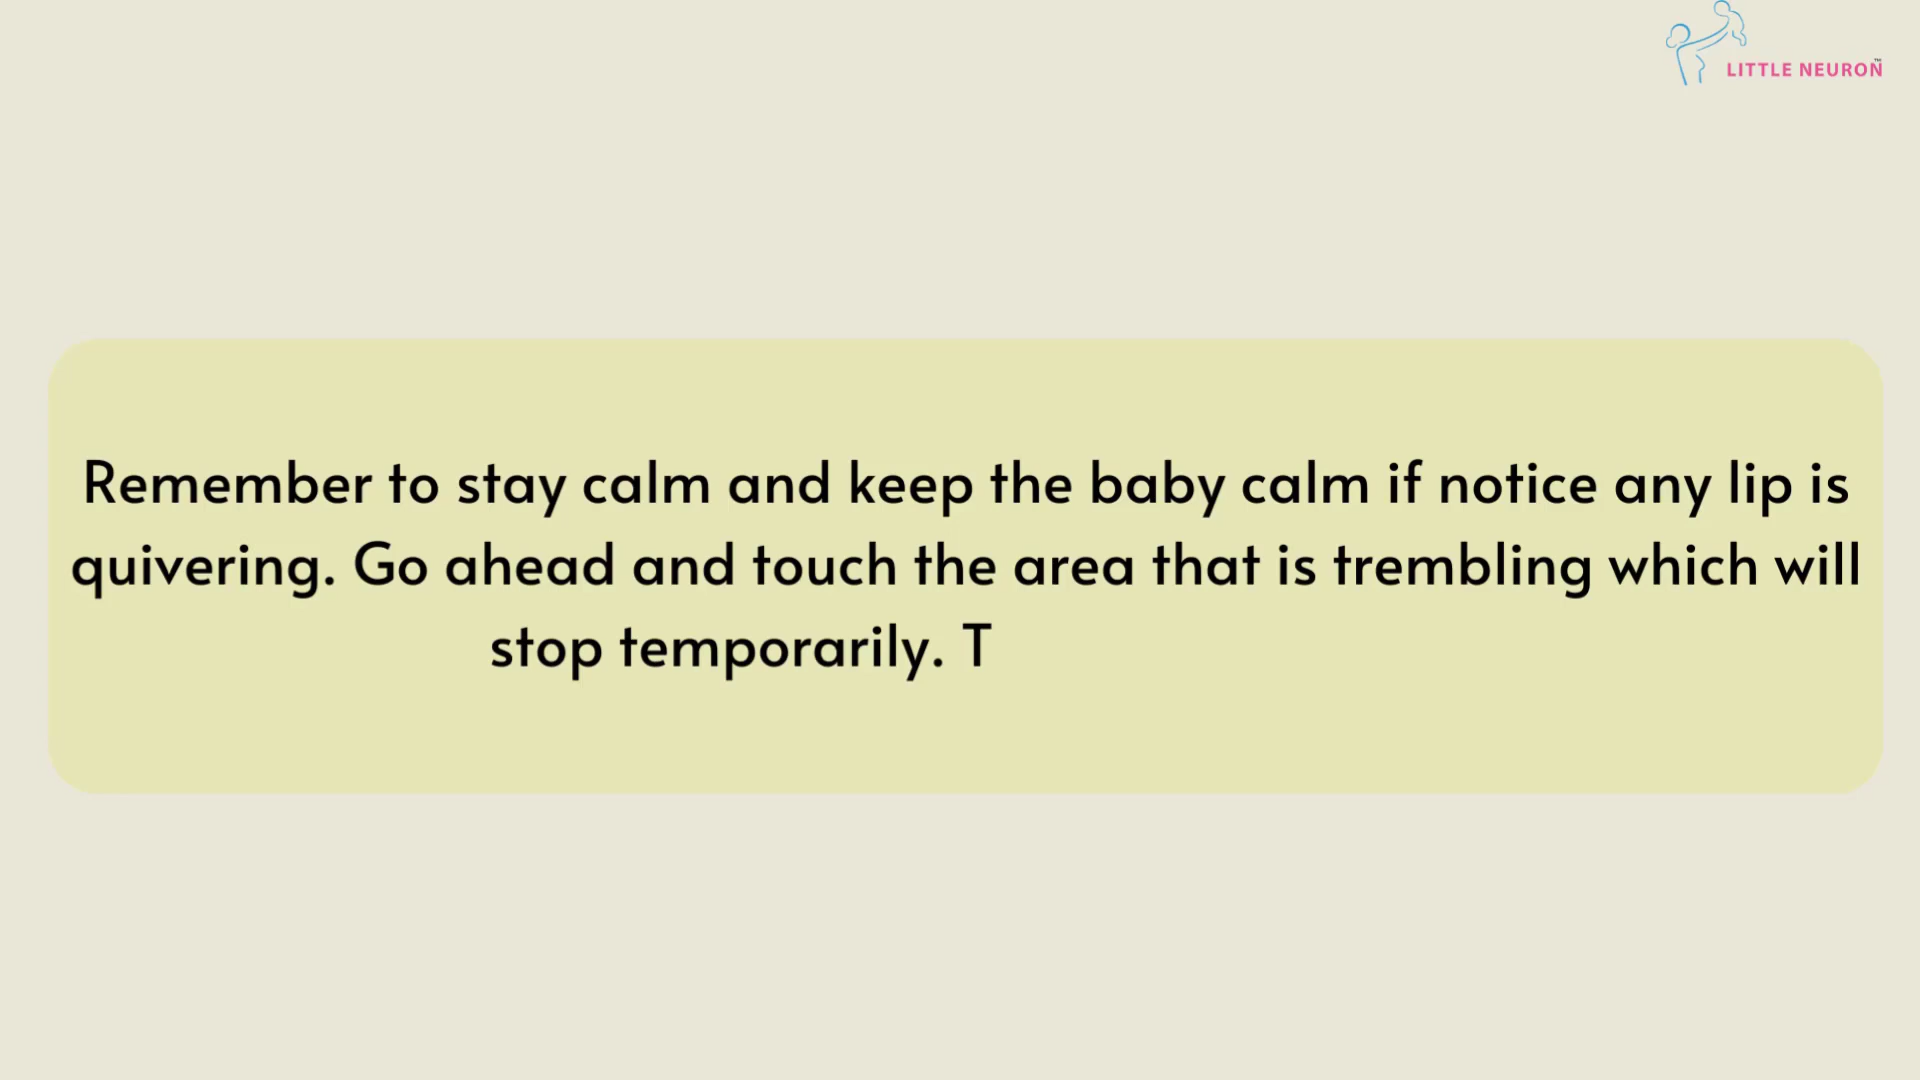 LITTLE NEURON™
Remember to stay calm and keep the baby calm if notice any lip is
quivering. Go ahead and touch the area that is trembling which will
stop temporarily. T